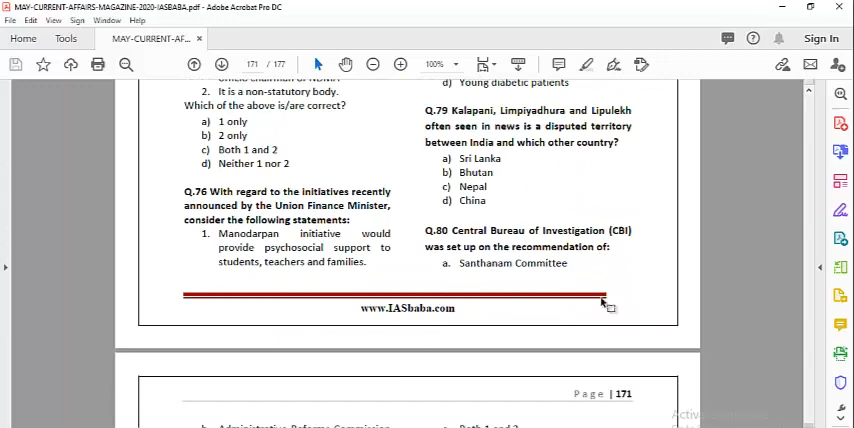 MAY-CURRENT-AFFAIRS-MAGAZINE-2020-IASBABA.pdf - Adobe Acrobat Pro DC
File Edit View Sign Window Help
Home Tools MAY-CURRENT-AF... × Sign In
171 / 177 100%
2. It is a non-statutory body.
Which of the above is/are correct?
a) 1 only
b) 2 only
c) Both 1 and 2
d) Neither 1 nor 2
Q.76 With regard to the initiatives recently
announced by the Union Finance Minister,
consider the following statements:
1. Manodarpan initiative would
provide psychosocial support to
students, teachers and families.
d) Young diabetic patients
Q.79 Kalapani, Limpiyadhura and Lipulekh
often seen in news is a disputed territory
between India and which other country?
a) Sri Lanka
b) Bhutan
c) Nepal
d) China
Q.80 Central Bureau of Investigation (CBI)
was set up on the recommendation of:
a. Santhanam Committee
www.IASbaba.com
Page | 171